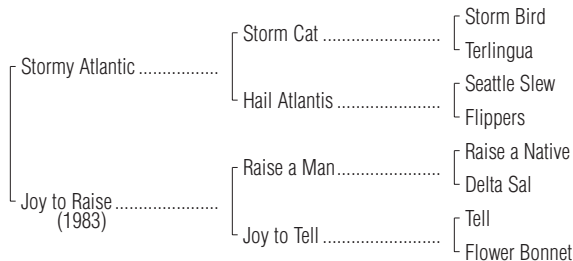 Storm Bird
Storm Cat ........................
Terlingua
Stormy Atlantic ................
Seattle Slew
Hail Atlantis .....................
Flippers
Raise a Native
Raise a Man .....................
Delta Sal
Joy to Raise .....................
(1983)
Tell
Joy to Tell ........................
Flower Bonnet